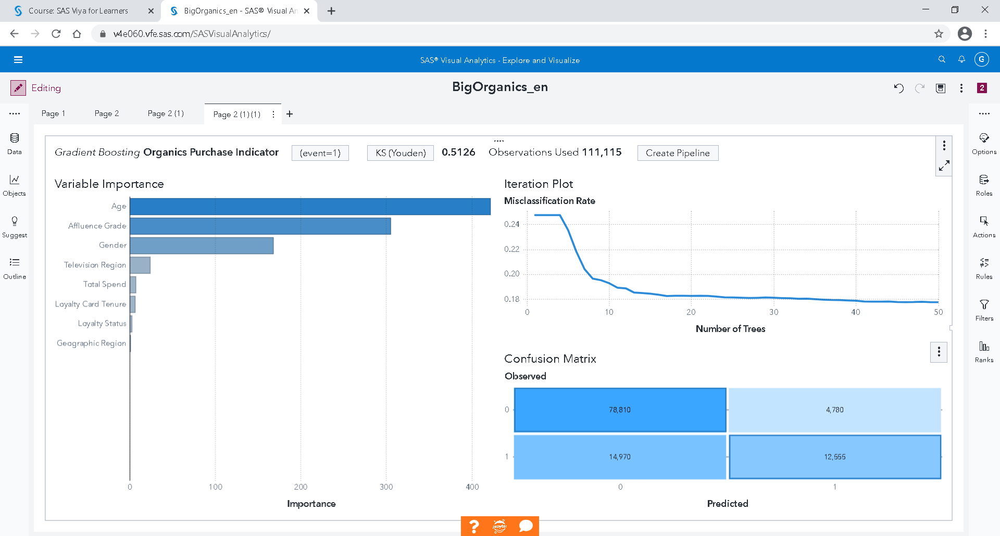 Course: SAS Viya for Learners
BigOrganics_en - SAS® Visual An
v4e060.vfe.sas.com/SASVisualAnalytics/
SAS® Visual Analytics - Explore and Visualize
G
Editing
BigOrganics_en
2
Page 1
Page 2
Page 2 (1)
Page 2 (1) (1)
Data
Objects
Suggest
Outline
Gradient Boosting Organics Purchase Indicator
(event=1)
KS (Youden)
0.5126
Observations Used 111,115
Create Pipeline
Variable Importance
Age
Affluence Grade
Gender
Television Region
Total Spend
Loyalty Card Tenure
Loyalty Status
Geographic Region
0 100 200 300 400
Importance
Iteration Plot
Misclassification Rate
0.24
0.22
0.20
0.18
0 10 20 30 40 50
Number of Trees
Confusion Matrix
Observed
0 78,810 4,780
1 14,970 12,555
0 1
Predicted
Options
Roles
Actions
Rules
Filters
Ranks
? jupyter